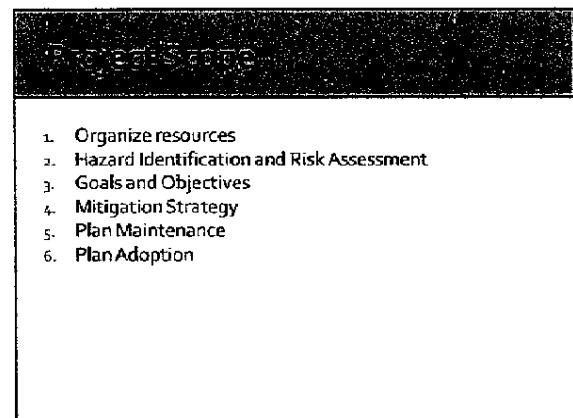 Project Scope
1. Organize resources
2. Hazard Identification and Risk Assessment
3. Goals and Objectives
4. Mitigation Strategy
5. Plan Maintenance
6. Plan Adoption